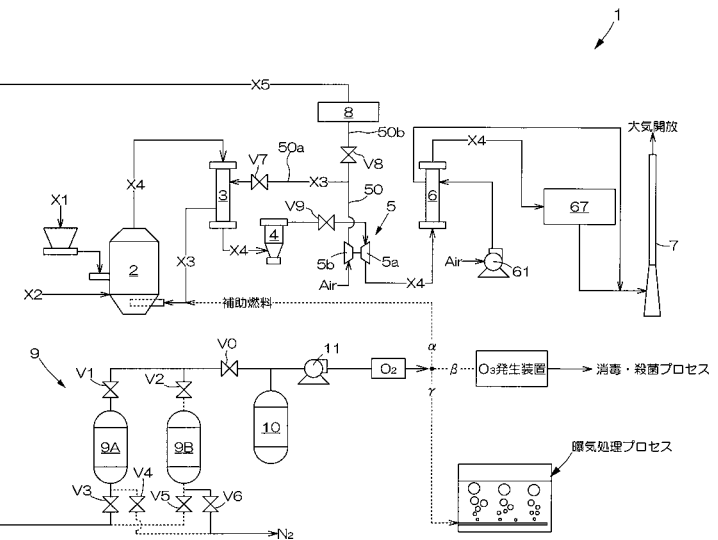 1
X5
8
50b
大気開放
V7
50a
V8
X4
X4
X3
50
X1
3
V9
5
6
67
4
7
X4
X3
5b
5a
2
Air
X4
Air
61
X2
補助燃料
α
V0
11
9
V1
V2
O₂
β
O₃発生装置
消毒・殺菌プロセス
γ
10
9A
9B
曝気処理プロセス
V3
V4
V5
V6
N₂